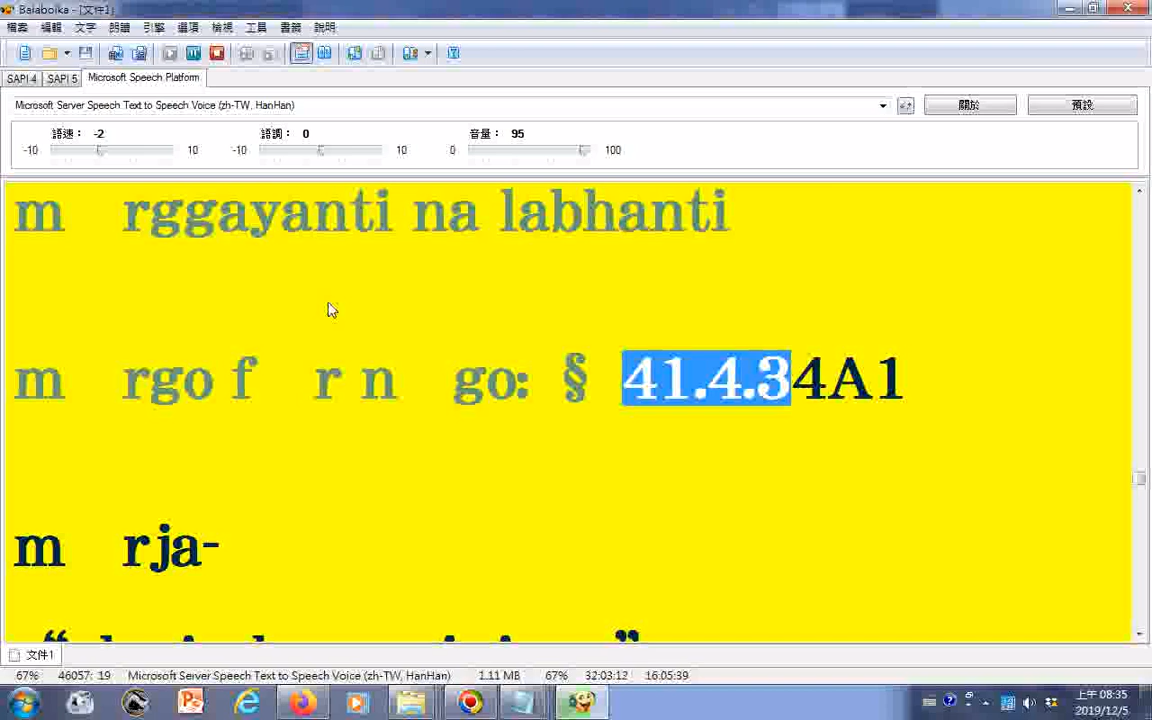 Balabolka - [文件1]
檔案 編輯 文字 朗讀 引擎 選項 檢視 工具 書籤 說明
SAPI 4 SAPI 5 Microsoft Speech Platform
Microsoft Server Speech Text to Speech Voice (zh-TW, HanHan) 關於 預設
語速： -2 語調： 0 音量： 95
-10 10 -10 10 0 100
m rggayanti na labhanti
m rgo f r n go: § 41.4.34A1
m rja-
文件1
67% 46057: 19 Microsoft Server Speech Text to Speech Voice (zh-TW, HanHan) 1.11 MB 67% 32:03:12 16:05:39
上午 08:35
2019/12/5